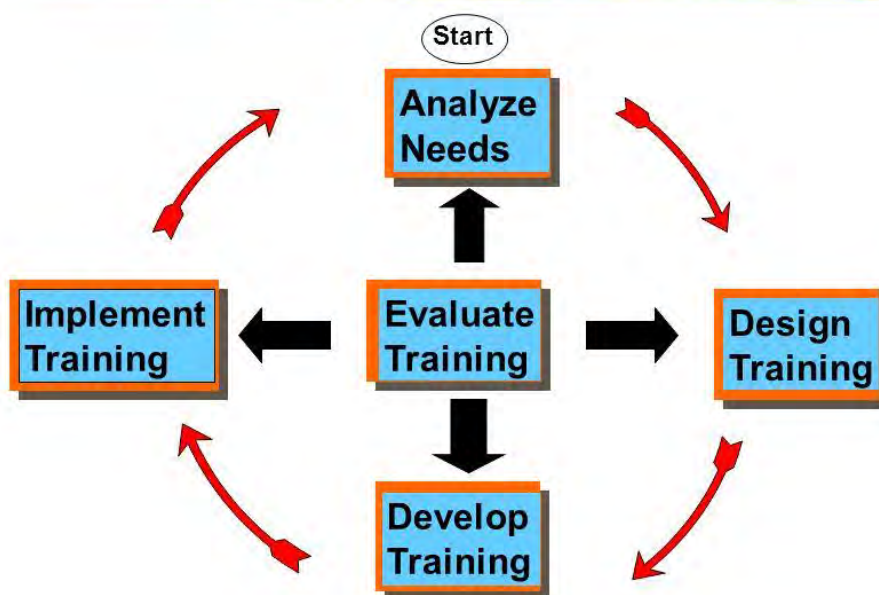 Start
Analyze
Needs
Implement
Training
Evaluate
Training
Design
Training
Develop
Training